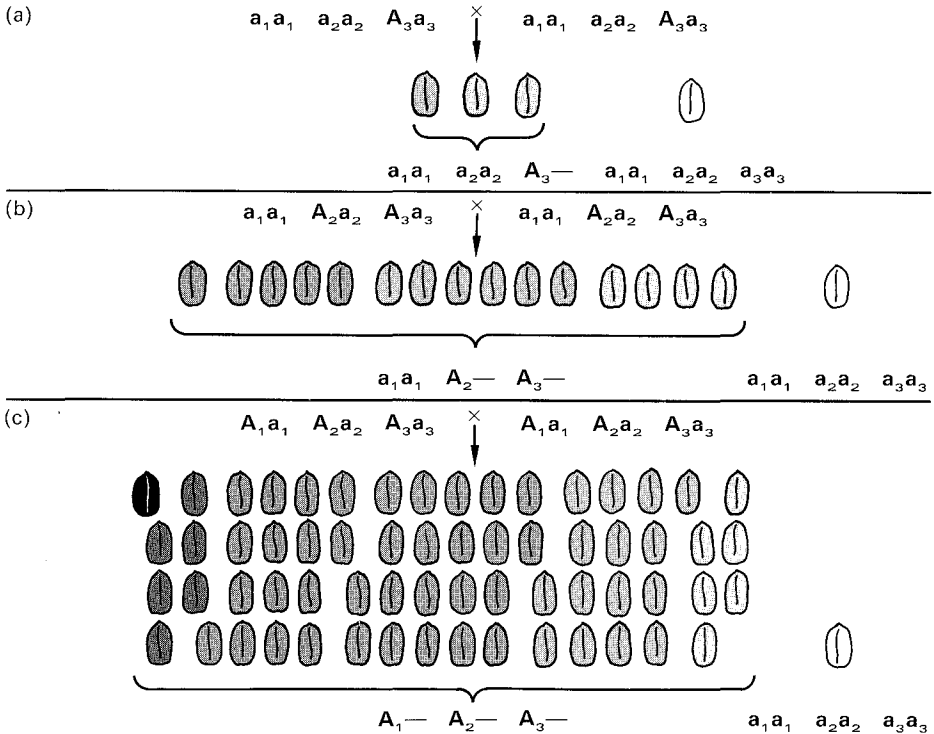 (a) a₁a₁ a₂a₂ A₃a₃ × a₁a₁ a₂a₂ A₃a₃
a₁a₁ a₂a₂ A₃— a₁a₁ a₂a₂ a₃a₃
(b) a₁a₁ A₂a₂ A₃a₃ × a₁a₁ A₂a₂ A₃a₃
a₁a₁ A₂— A₃— a₁a₁ a₂a₂ a₃a₃
(c) A₁a₁ A₂a₂ A₃a₃ × A₁a₁ A₂a₂ A₃a₃
A₁— A₂— A₃— a₁a₁ a₂a₂ a₃a₃